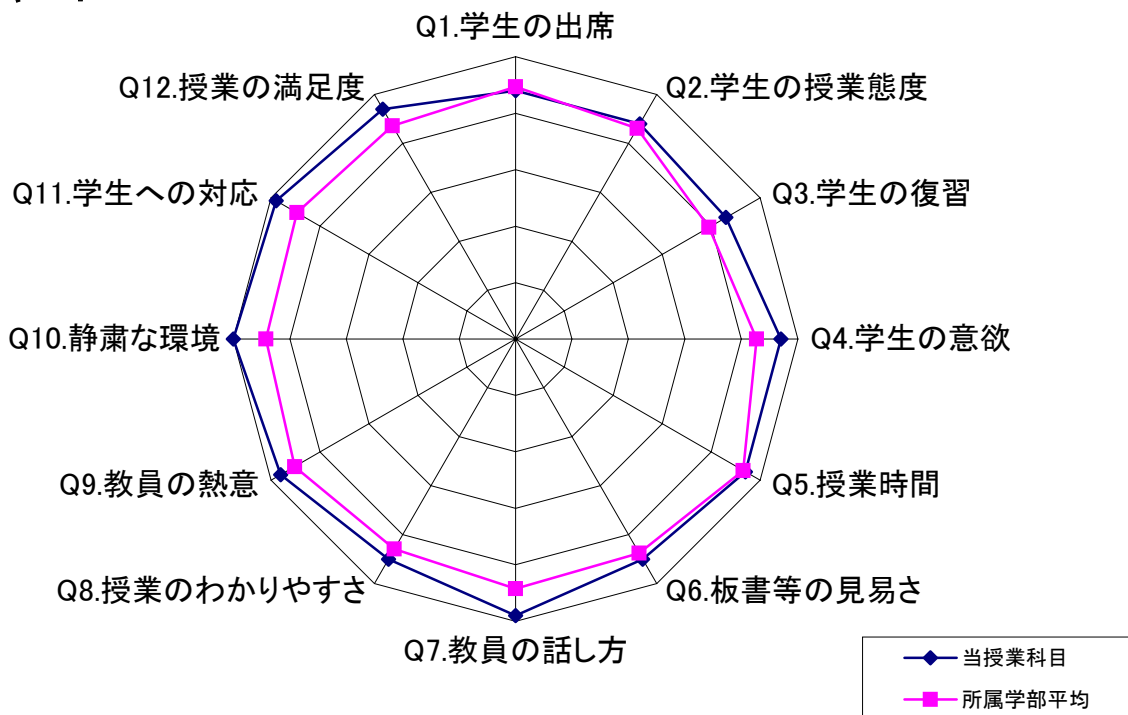 Q1.学生の出席
Q2.学生の授業態度
Q3.学生の復習
Q4.学生の意欲
Q5.授業時間
Q6.板書等の見易さ
Q7.教員の話し方
Q8.授業のわかりやすさ
Q9.教員の熱意
Q10.静粛な環境
Q11.学生への対応
Q12.授業の満足度
当授業科目
所属学部平均